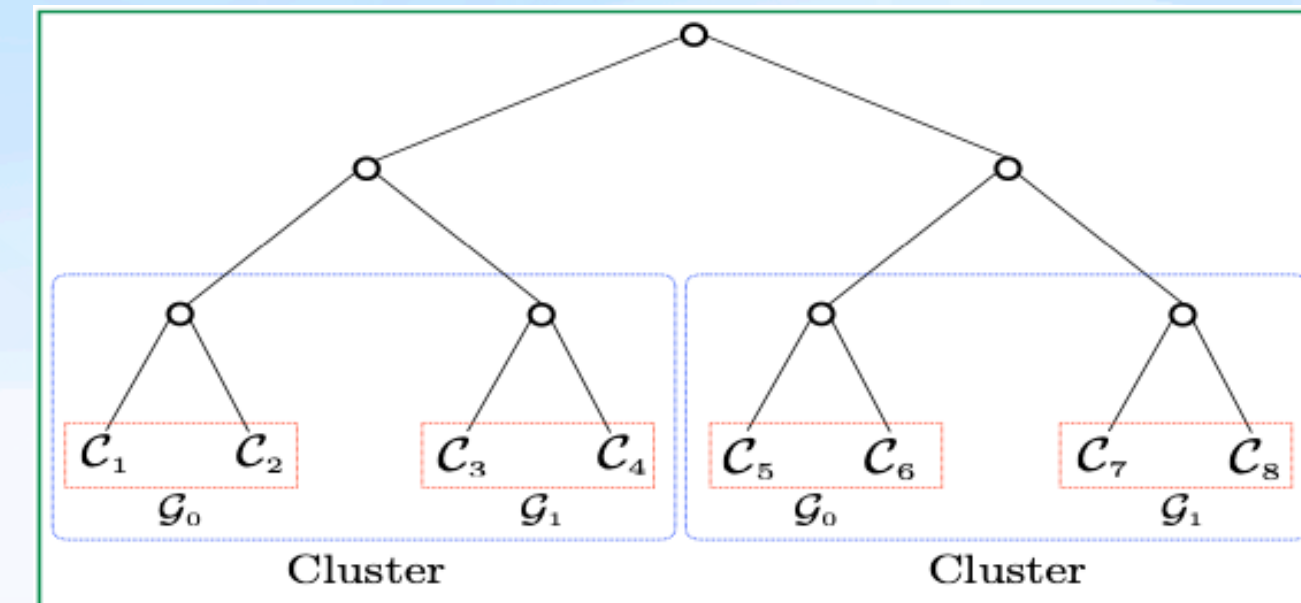 𝒞₁ 𝒞₂ 𝒞₃ 𝒞₄ 𝒞₅ 𝒞₆ 𝒞₇ 𝒞₈
𝒢₀ 𝒢₁ 𝒢₀ 𝒢₁
Cluster Cluster